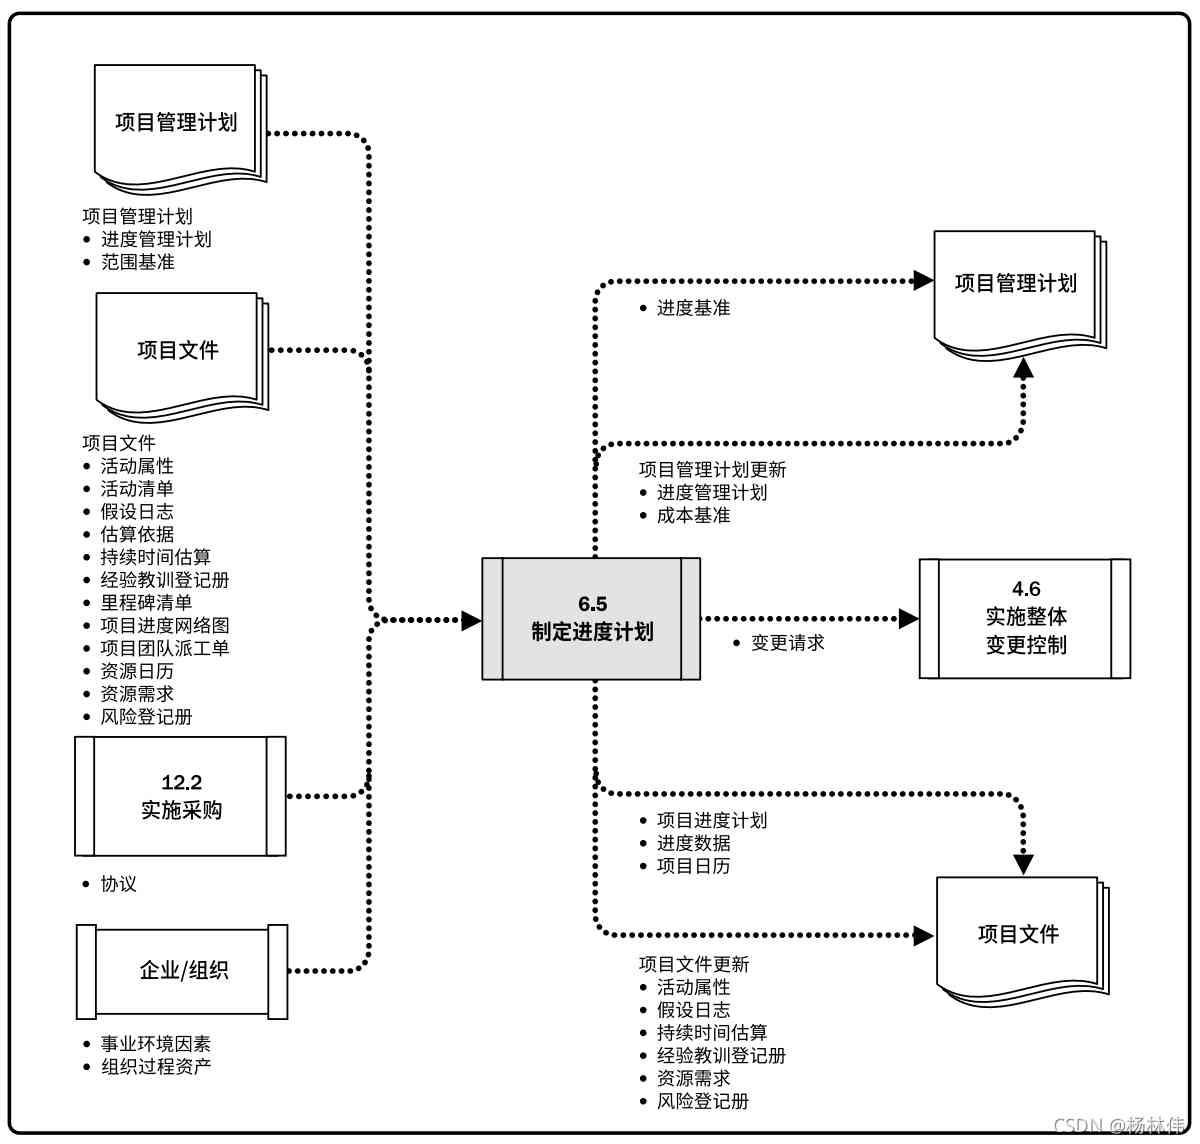 项目管理计划
项目管理计划
• 进度管理计划
• 范围基准
项目文件
项目文件
• 活动属性
• 活动清单
• 假设日志
• 估算依据
• 持续时间估算
• 经验教训登记册
• 里程碑清单
• 项目进度网络图
• 项目团队派工单
• 资源日历
• 资源需求
• 风险登记册
12.2
实施采购
• 协议
企业/组织
• 事业环境因素
• 组织过程资产
6.5
制定进度计划
• 进度基准
项目管理计划
项目管理计划更新
• 进度管理计划
• 成本基准
• 变更请求
4.6
实施整体
变更控制
• 项目进度计划
• 进度数据
• 项目日历
项目文件
项目文件更新
• 活动属性
• 假设日志
• 持续时间估算
• 经验教训登记册
• 资源需求
• 风险登记册
CSDN @杨林伟